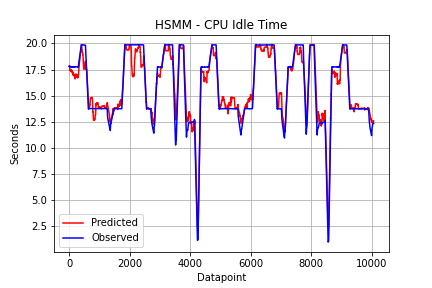 HSMM - CPU Idle Time
20.0
17.5
15.0
12.5
10.0
7.5
5.0
2.5
Seconds
Predicted
Observed
0 2000 4000 6000 8000 10000
Datapoint